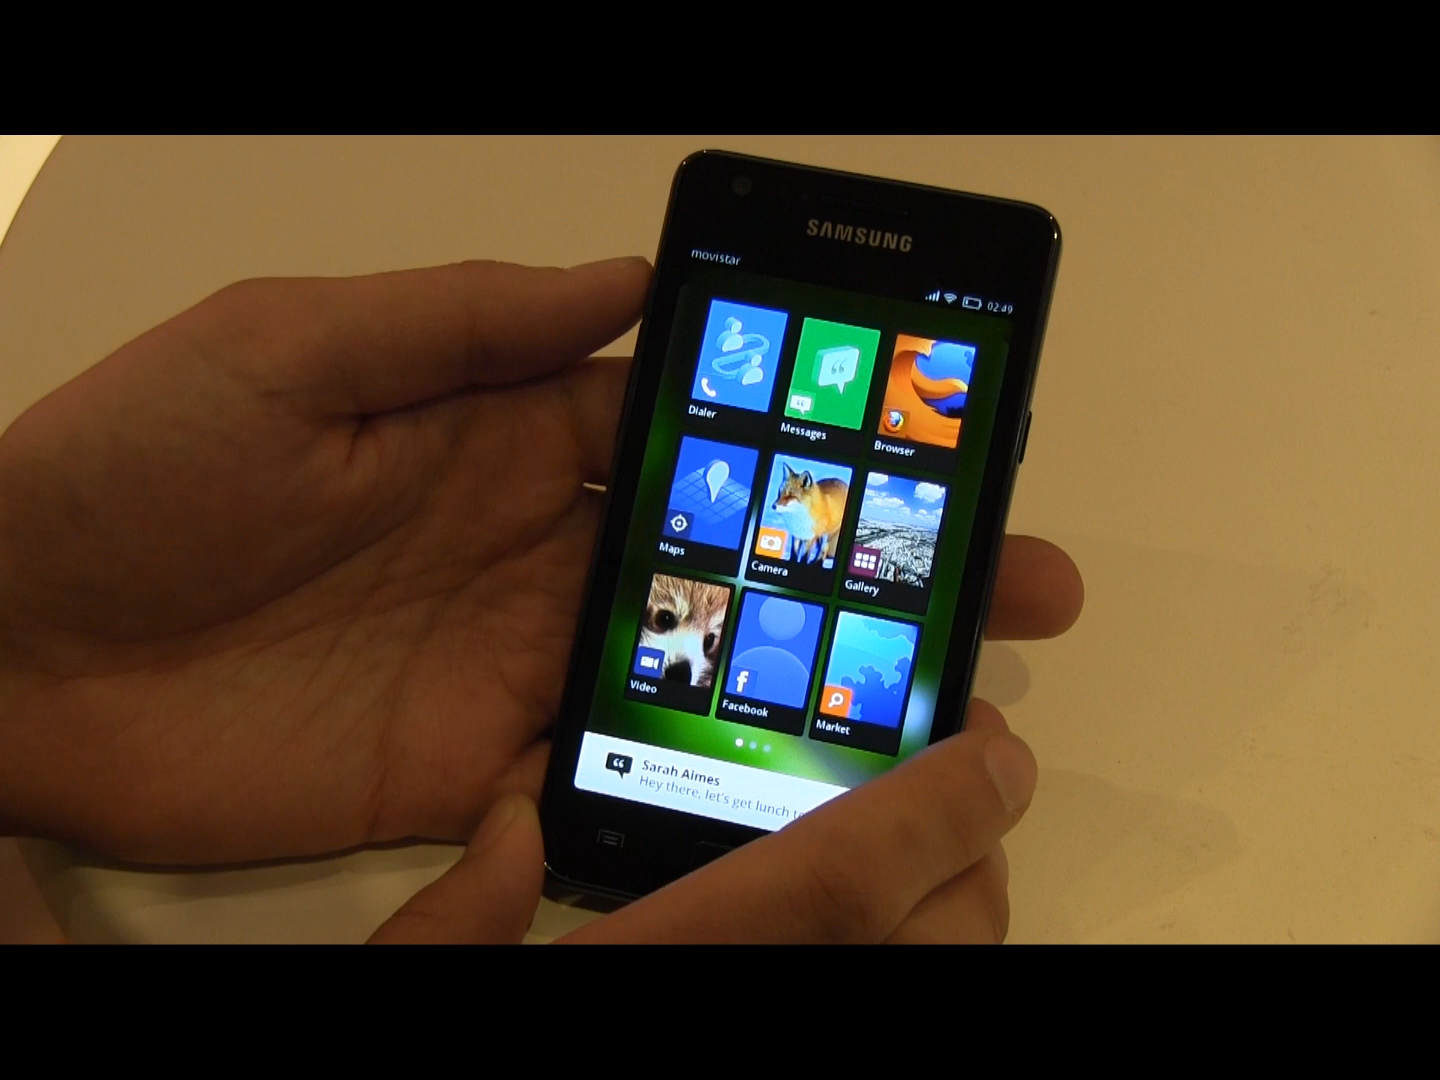 SAMSUNG
movistar
02:49
Dialer
Messages
Browser
Maps
Camera
Gallery
Video
Facebook
Market
Sarah Aimes
Hey there, let's get lunch